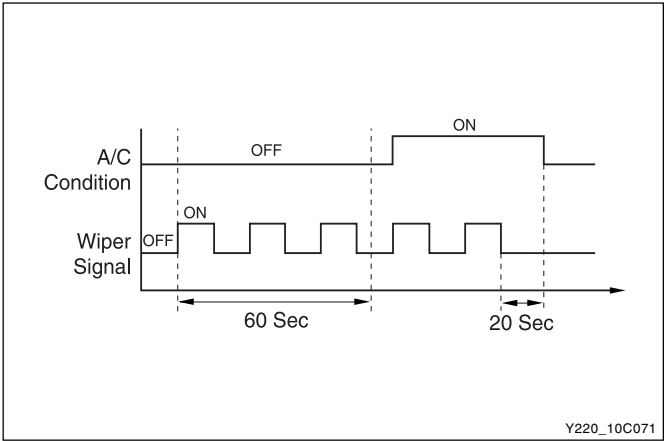 ON
A/C
Condition
OFF
ON
Wiper
Signal
OFF
60 Sec
20 Sec
Y220_10C071